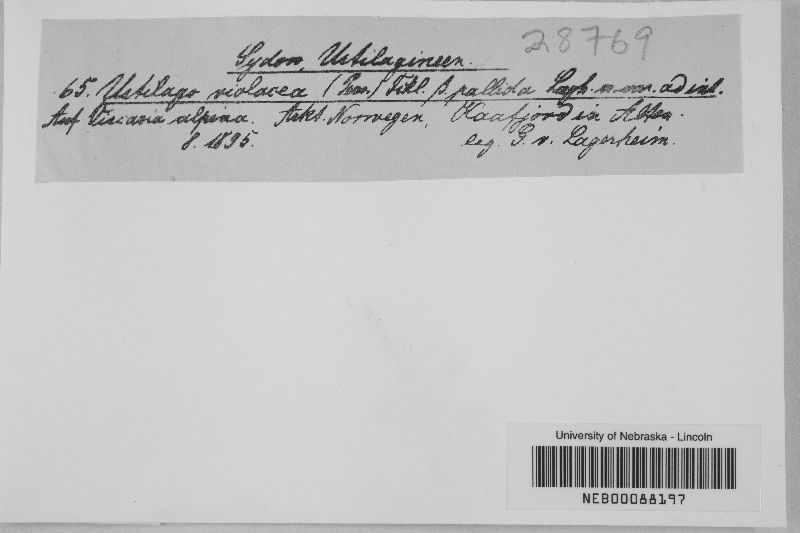 28769
Sydow, Ustilagineen.
65. Ustilago violacea (Pers.) Tul. β. pallida Lagh. n. var. ad int.
Auf Viscaria alpina. Arkt. Norwegen, Kaafjord in Alten.
8. 1895. leg. G. v. Lagerheim.
University of Nebraska - Lincoln
NEB00088197